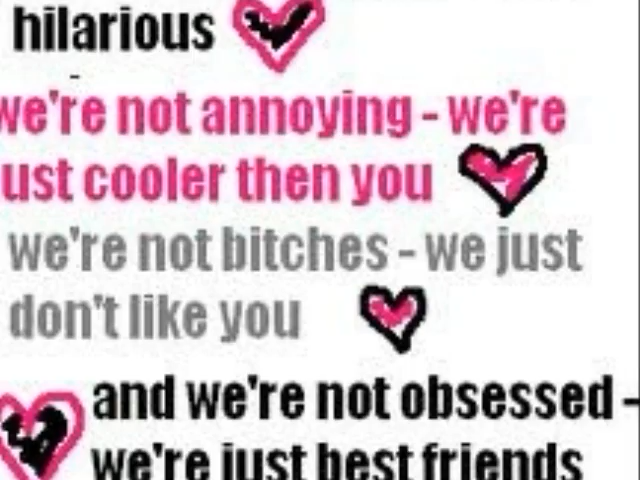 hilarious
we're not annoying - we're
ust cooler then you
we're not bitches - we just
don't like you
and we're not obsessed -
we're just best friends